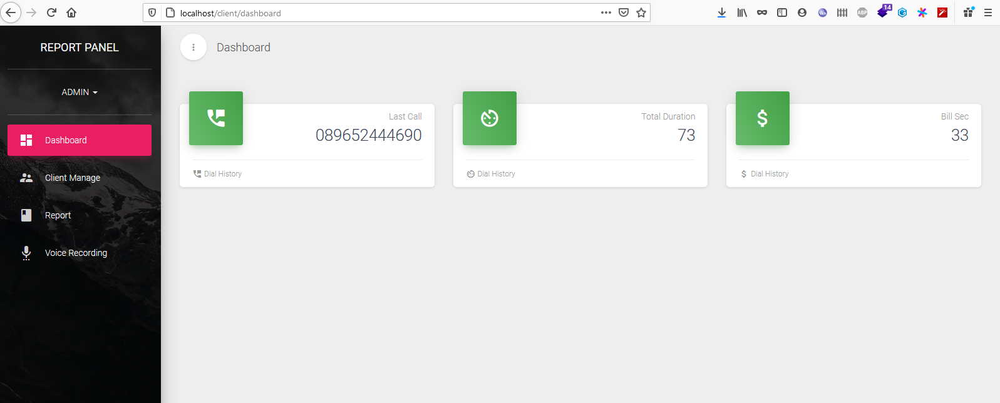 localhost/client/dashboard
ABP
14
REPORT PANEL
ADMIN
Dashboard
Client Manage
Report
Voice Recording
Dashboard
Last Call
089652444690
Dial History
Total Duration
73
Dial History
Bill Sec
33
Dial History